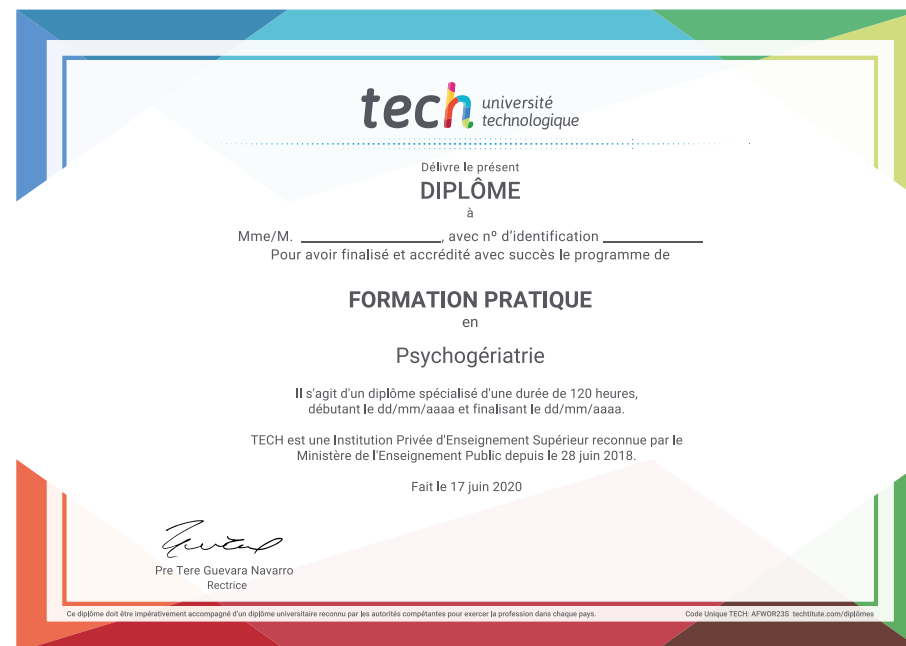 tech université
technologique
Délivre le présent
DIPLÔME
à
Mme/M. ____________________, avec nº d'identification ______________
Pour avoir finalisé et accrédité avec succès le programme de
FORMATION PRATIQUE
en
Psychogériatrie
Il s'agit d'un diplôme spécialisé d'une durée de 120 heures,
débutant le dd/mm/aaaa et finalisant le dd/mm/aaaa.
TECH est une Institution Privée d'Enseignement Supérieur reconnue par le
Ministère de l'Enseignement Public depuis le 28 juin 2018.
Fait le 17 juin 2020
Pre Tere Guevara Navarro
Rectrice
Ce diplôme doit être impérativement accompagné d'un diplôme universitaire reconnu par les autorités compétantes pour exercer la profession dans chaque pays.
Code Unique TECH: AFWOR23S techtitute.com/diplômes